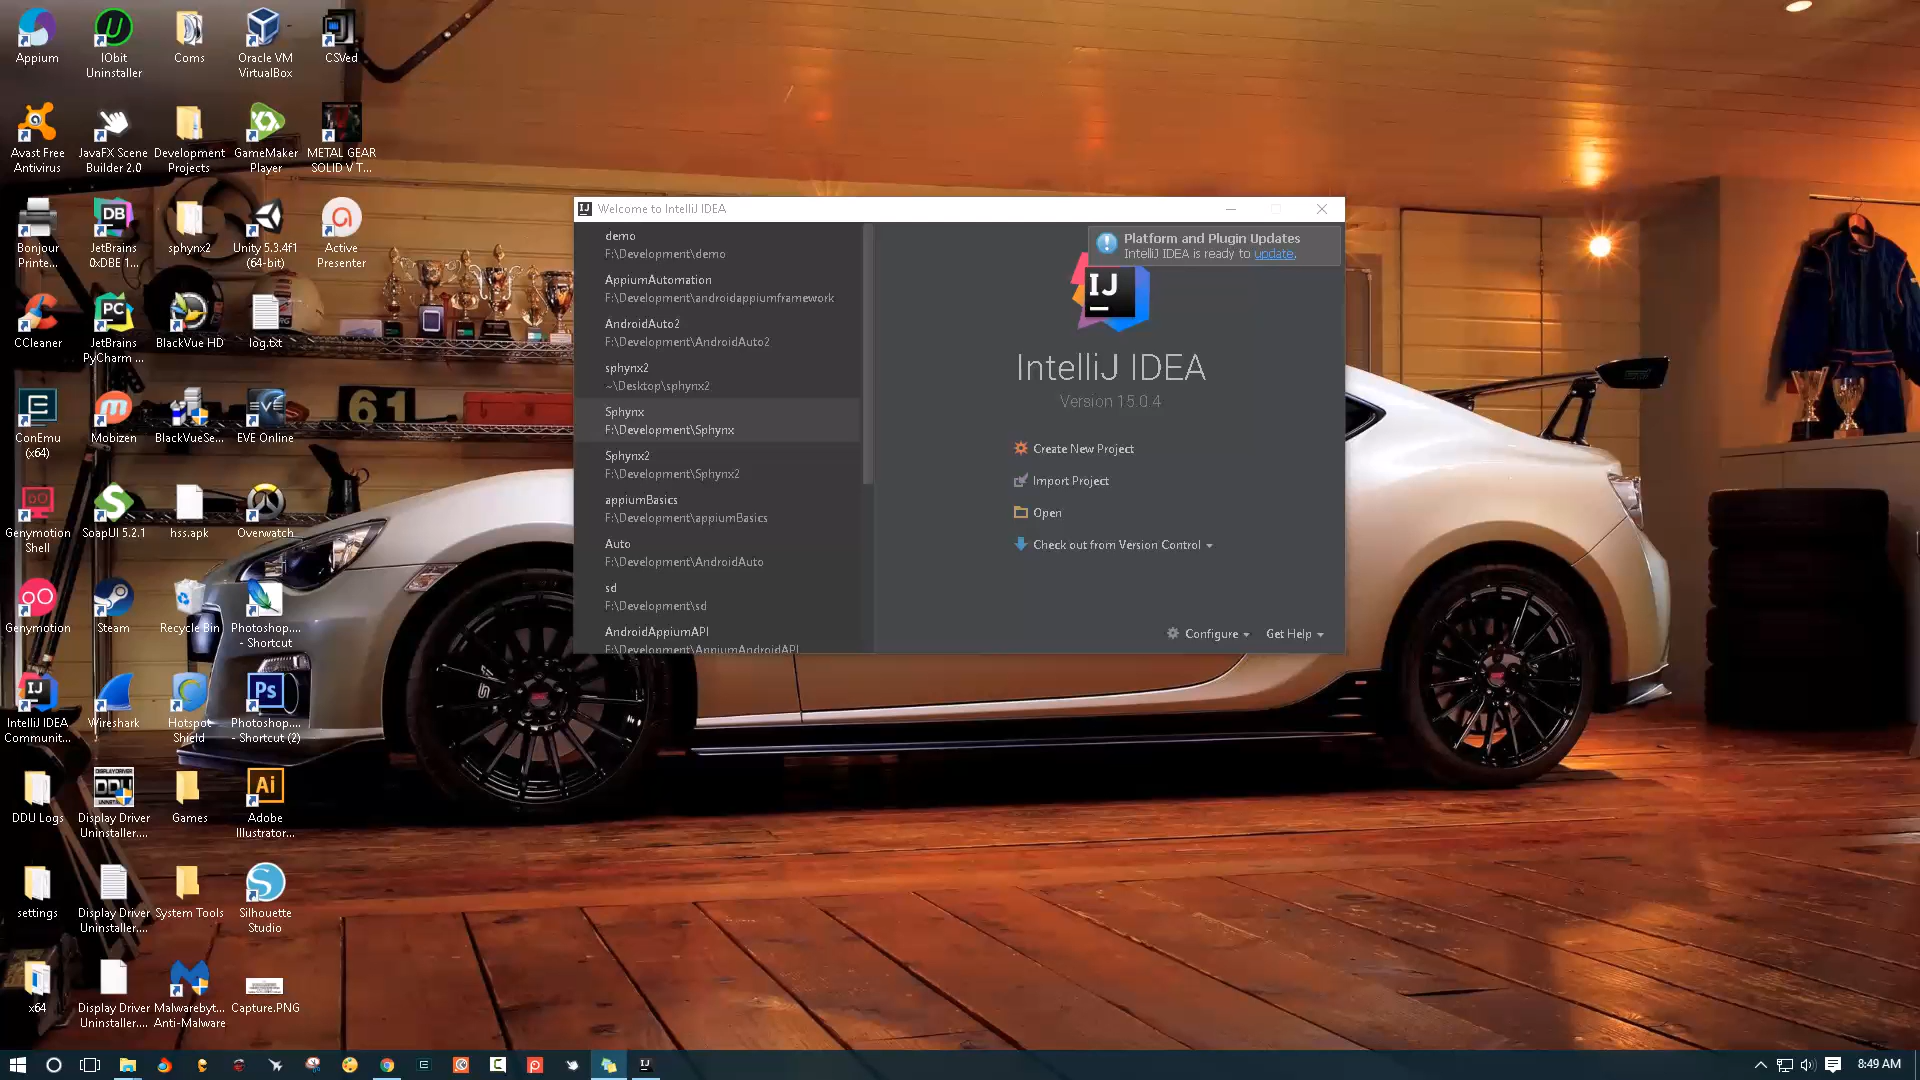 Appium
IObit
Uninstaller
Coms
Oracle VM
VirtualBox
CSVed
Avast Free
Antivirus
JavaFX Scene
Builder 2.0
Development
Projects
GameMaker
Player
METAL GEAR
SOLID V T...
Bonjour
Printe...
JetBrains
0xDBE 1...
sphynx2
Unity 5.3.4f1
(64-bit)
Active
Presenter
CCleaner
JetBrains
PyCharm ...
BlackVue HD
log.txt
ConEmu
(x64)
Mobizen
BlackVueSe...
EVE Online
Genymotion
Shell
SoapUI 5.2.1
hss.apk
Overwatch
Genymotion
Steam
Recycle Bin
Photoshop....
- Shortcut
IntelliJ IDEA
Communit...
Wireshark
Hotspot
Shield
Photoshop....
- Shortcut (2)
DDU Logs
Display Driver
Uninstaller....
Games
Adobe
Illustrator...
settings
Display Driver
Uninstaller....
System Tools
Silhouette
Studio
x64
Display Driver
Uninstaller....
Malwarebyt...
Anti-Malware
Capture.PNG
61
Welcome to IntelliJ IDEA
demo
F:\Development\demo
AppiumAutomation
F:\Development\androidappiumframework
AndroidAuto2
F:\Development\AndroidAuto2
sphynx2
~\Desktop\sphynx2
Sphynx
F:\Development\Sphynx
Sphynx2
F:\Development\Sphynx2
appiumBasics
F:\Development\appiumBasics
Auto
F:\Development\AndroidAuto
sd
F:\Development\sd
AndroidAppiumAPI
F:\Development\AppiumAndroidAPI
Platform and Plugin Updates
IntelliJ IDEA is ready to update.
IJ
IntelliJ IDEA
Version 15.0.4
Create New Project
Import Project
Open
Check out from Version Control
Configure
Get Help
8:49 AM